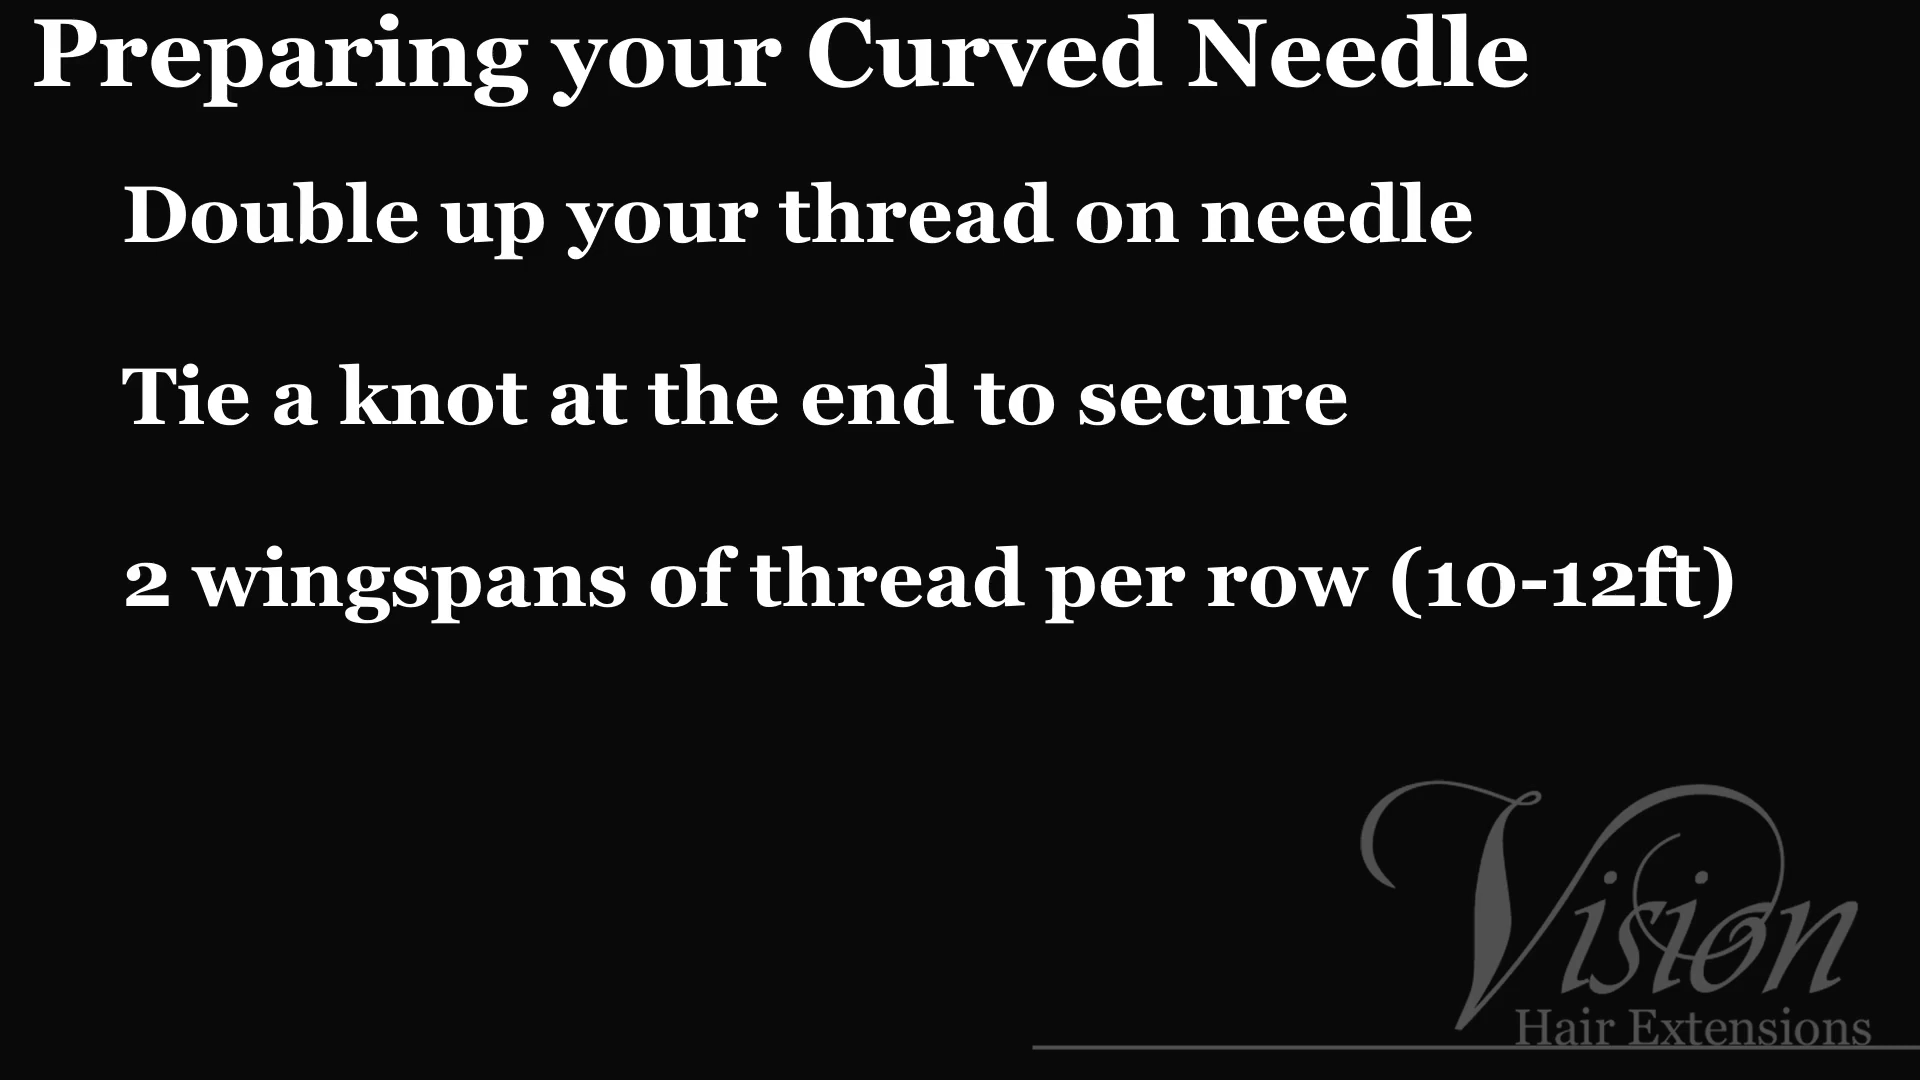 Preparing your Curved Needle
Double up your thread on needle
Tie a knot at the end to secure
2 wingspans of thread per row (10-12ft)
Vision
Hair Extensions